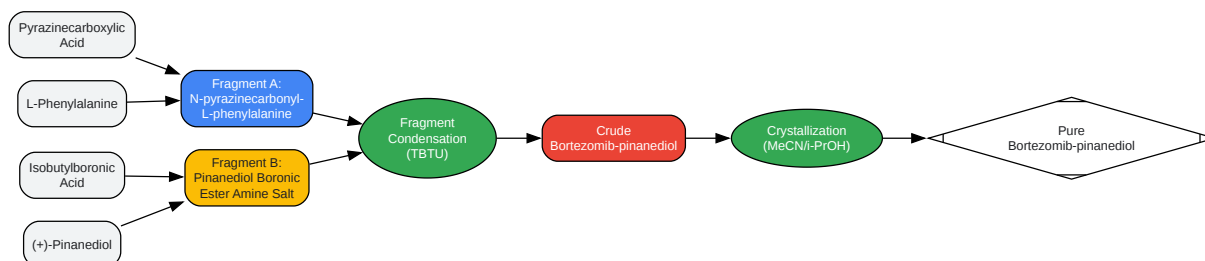 Pyrazinecarboxylic
Acid
L-Phenylalanine
Isobutylboronic
Acid
(+)-Pinanediol
Fragment A:
N-pyrazinecarbonyl-
L-phenylalanine
Fragment B:
Pinanediol Boronic
Ester Amine Salt
Fragment
Condensation
(TBTU)
Crude
Bortezomib-pinanediol
Crystallization
(MeCN/i-PrOH)
Pure
Bortezomib-pinanediol